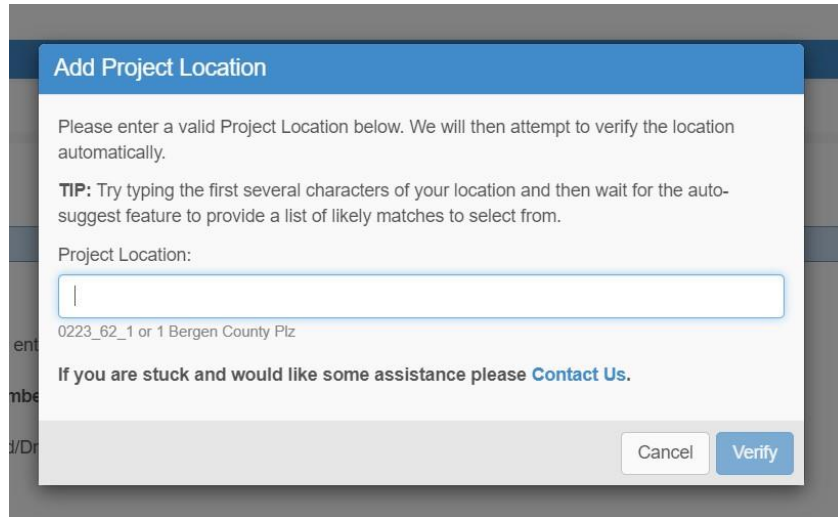 Add Project Location
Please enter a valid Project Location below. We will then attempt to verify the location
automatically.
TIP: Try typing the first several characters of your location and then wait for the auto-
suggest feature to provide a list of likely matches to select from.
Project Location:
0223_62_1 or 1 Bergen County Plz
ent
If you are stuck and would like some assistance please Contact Us.
mbe
d/Dr
Cancel Verify